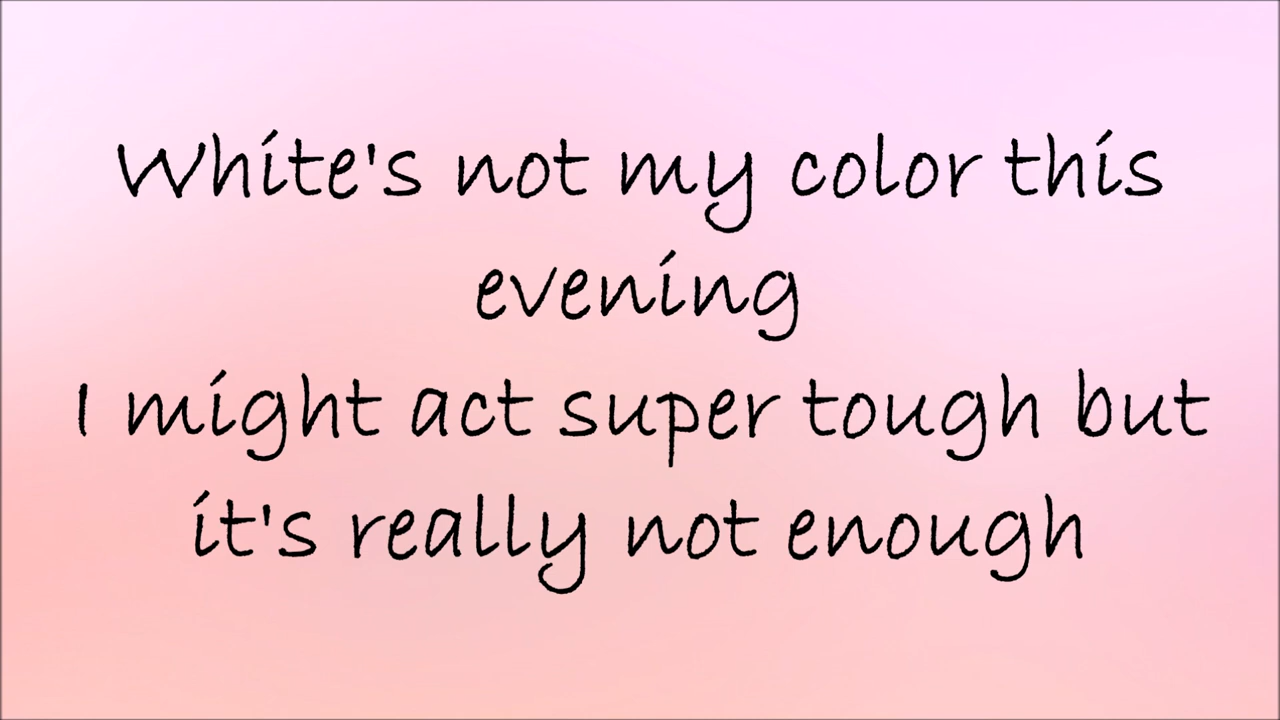 White's not my color this
evening
I might act super tough but
it's really not enough